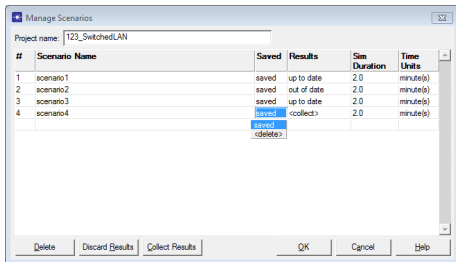 Manage Scenarios
Project name: 123_SwitchedLAN
# Scenario Name Saved Results Sim Duration Time Units
1 scenario1 saved up to date 2.0 minute(s)
2 scenario2 saved out of date 2.0 minute(s)
3 scenario3 saved up to date 2.0 minute(s)
4 scenario4 saved <collect> 2.0 minute(s)
saved
<delete>
Delete Discard Results Collect Results OK Cancel Help